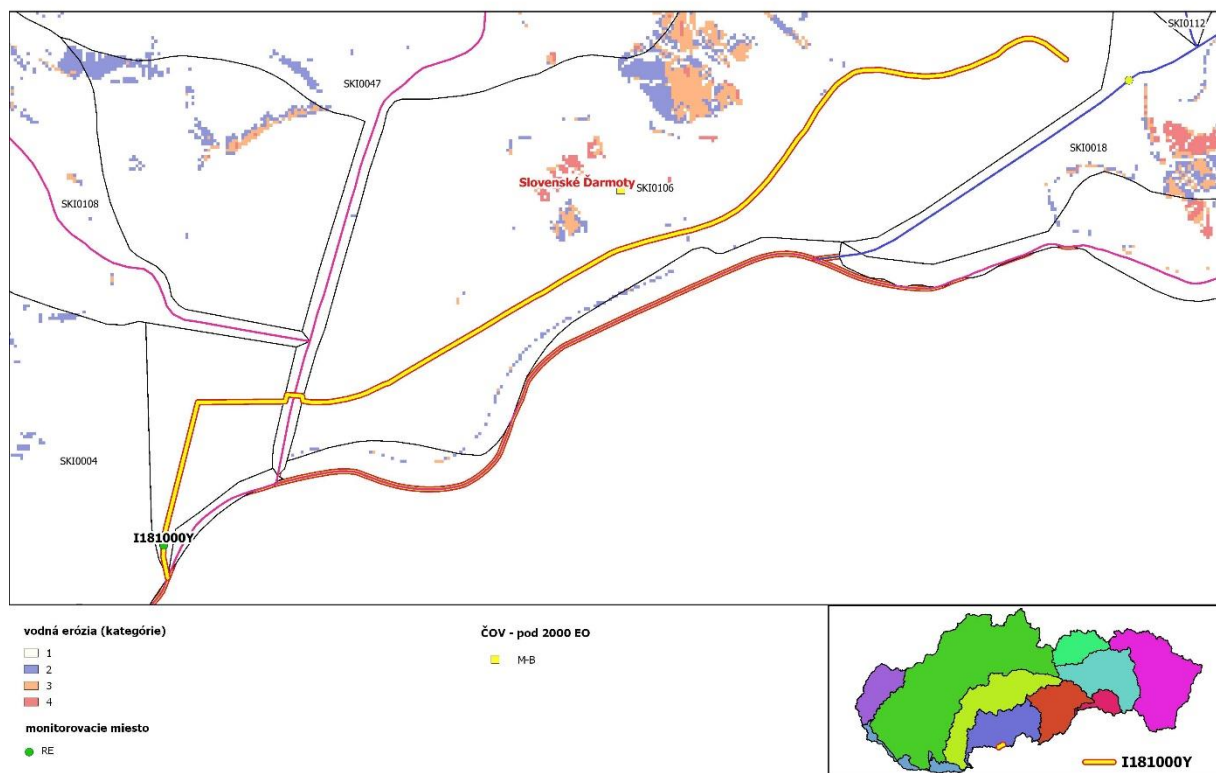 SKI0112
SKI0047
SKI0018
Slovenské Ďarmoty
SKI0106
SKI0108
SKI0004
I181000Y
vodná erózia (kategórie)
1
2
3
4
monitorovacie miesto
RE
ČOV - pod 2000 EO
M-B
I181000Y